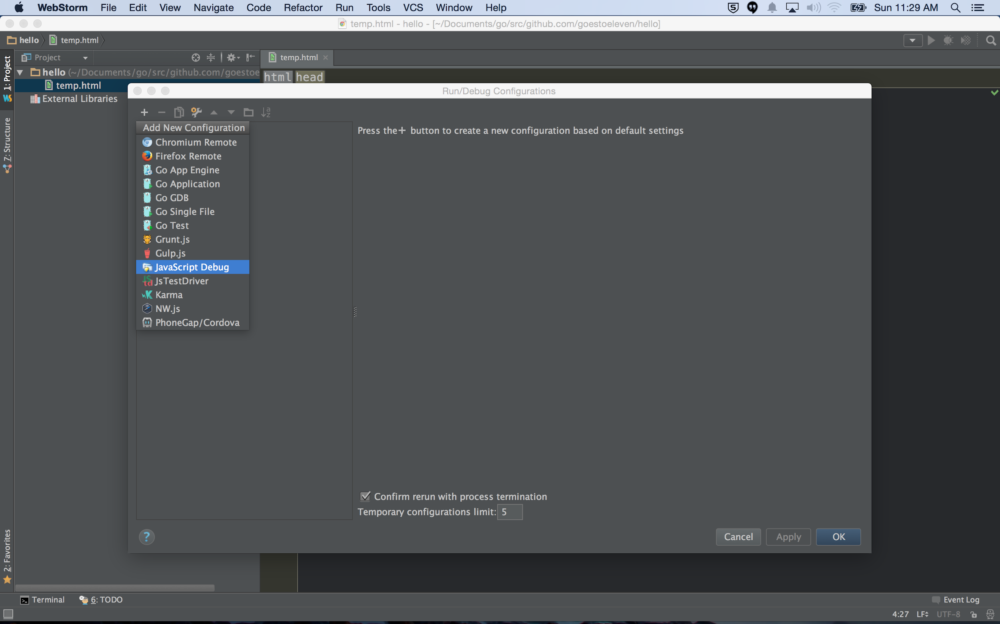 WebStorm File Edit View Navigate Code Refactor Run Tools VCS Window Help Sun 11:29 AM
temp.html - hello - [~/Documents/go/src/github.com/goestoeleven/hello]
hello temp.html
1: Project
Project
temp.html
hello (~/Documents/go/src/github.com/goestoe
html head
temp.html
External Libraries
7: Structure
Run/Debug Configurations
Add New Configuration
Press the + button to create a new configuration based on default settings
Chromium Remote
Firefox Remote
Go App Engine
Go Application
Go GDB
Go Single File
Go Test
Grunt.js
Gulp.js
JavaScript Debug
JsTestDriver
Karma
NW.js
PhoneGap/Cordova
Confirm rerun with process termination
Temporary configurations limit: 5
? Cancel Apply OK
2: Favorites
Terminal 6: TODO Event Log
4:27 LF UTF-8